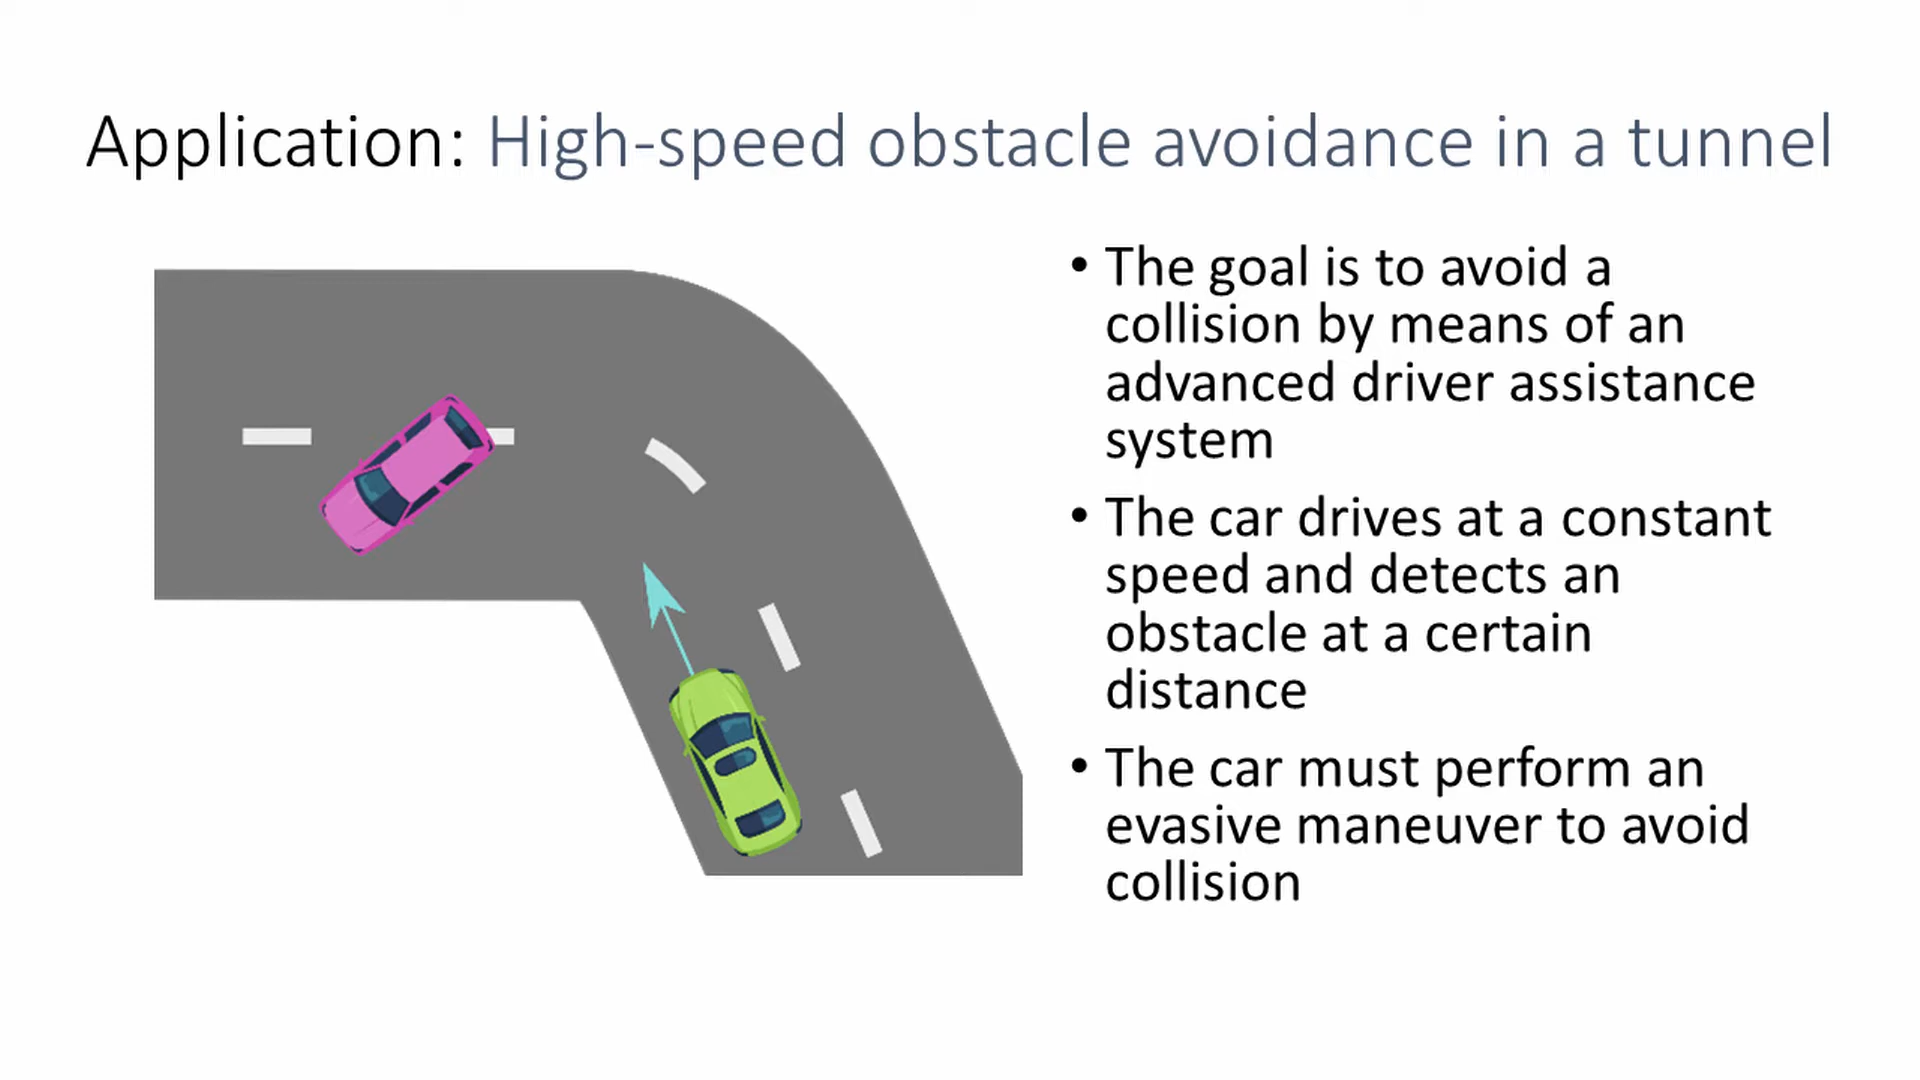 Application: High-speed obstacle avoidance in a tunnel
• The goal is to avoid a
collision by means of an
advanced driver assistance
system
• The car drives at a constant
speed and detects an
obstacle at a certain
distance
• The car must perform an
evasive maneuver to avoid
collision